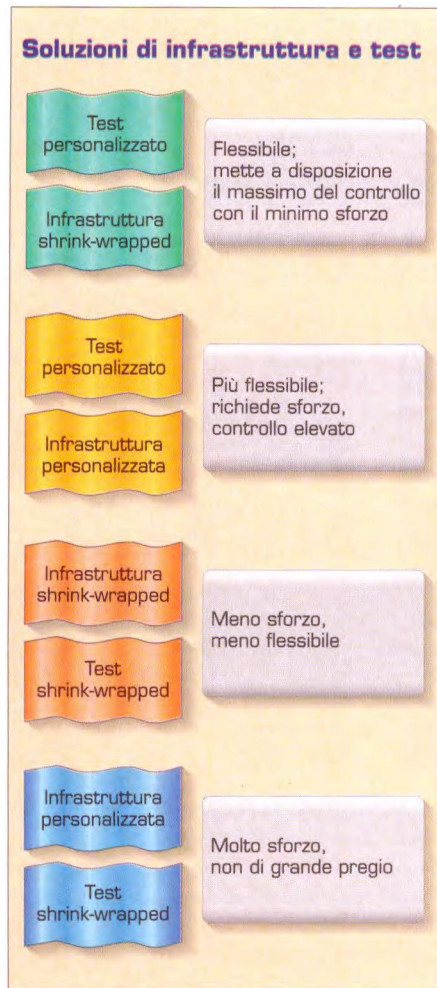 Soluzioni di infrastruttura e test
Test
personalizzato
Infrastruttura
shrink-wrapped
Flessibile;
mette a disposizione
il massimo del controllo
con il minimo sforzo
Test
personalizzato
Infrastruttura
personalizzata
Più flessibile;
richiede sforzo,
controllo elevato
Infrastruttura
shrink-wrapped
Test
shrink-wrapped
Meno sforzo,
meno flessibile
Infrastruttura
personalizzata
Test
shrink-wrapped
Molto sforzo,
non di grande pregio